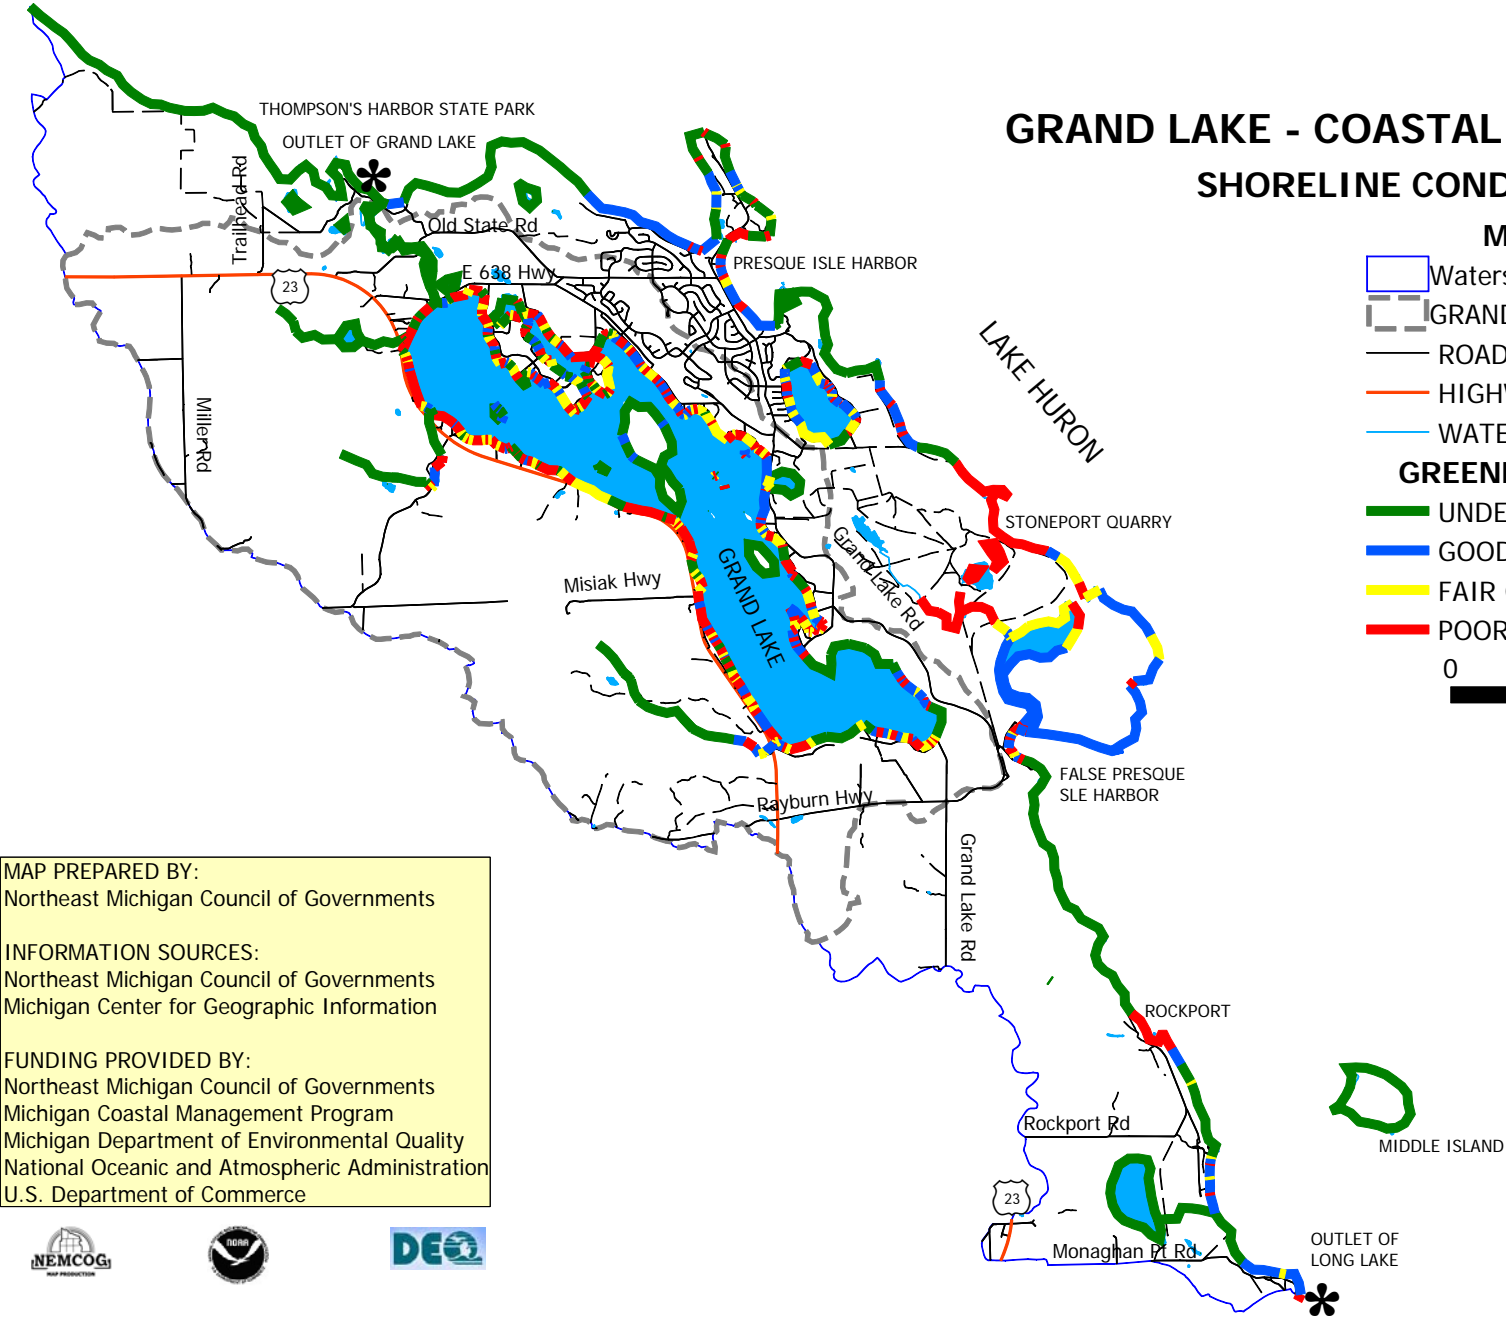 GRAND LAKE - COASTAL
SHORELINE COND
M
Waters
GRAND
ROAD
HIGHW
WATE
GREEN
UNDE
GOOD
FAIR
POOR
0
THOMPSON'S HARBOR STATE PARK
OUTLET OF GRAND LAKE
Trailhead Rd
Old State Rd
E 638 Hwy
23
PRESQUE ISLE HARBOR
LAKE HURON
Miller Rd
STONEPORT QUARRY
Grand Lake Rd
GRAND LAKE
Misiak Hwy
FALSE PRESQUE
SLE HARBOR
Rayburn Hwy
Grand Lake Rd
ROCKPORT
Rockport Rd
MIDDLE ISLAND
23
Monaghan Pt Rd
OUTLET OF
LONG LAKE
MAP PREPARED BY:
Northeast Michigan Council of Governments
INFORMATION SOURCES:
Northeast Michigan Council of Governments
Michigan Center for Geographic Information
FUNDING PROVIDED BY:
Northeast Michigan Council of Governments
Michigan Coastal Management Program
Michigan Department of Environmental Quality
National Oceanic and Atmospheric Administration
U.S. Department of Commerce
NEMCOG
MAP PRODUCTION
NOAA
DEQ